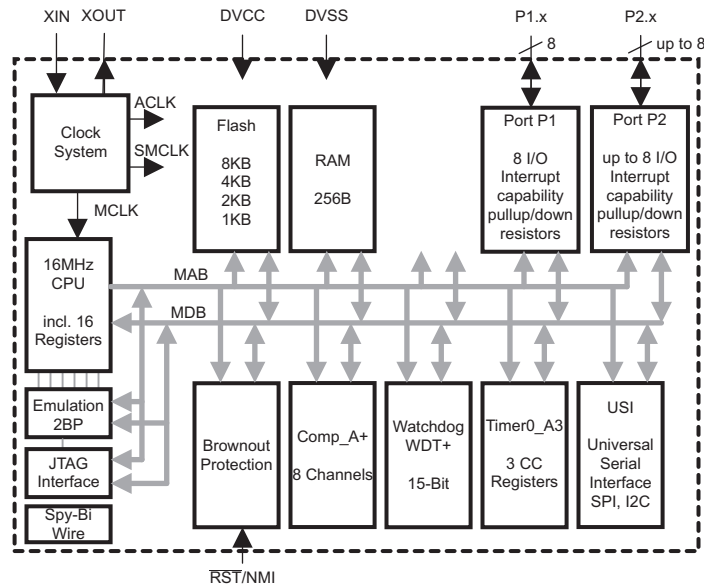 XIN
XOUT
DVCC
DVSS
P1.x
P2.x
8
up to 8
Clock
System
ACLK
SMCLK
MCLK
Flash
8KB
4KB
2KB
1KB
RAM
256B
Port P1
8 I/O
Interrupt
capability
pullup/down
resistors
Port P2
up to 8 I/O
Interrupt
capability
pullup/down
resistors
16MHz
CPU
incl. 16
Registers
MAB
MDB
Emulation
2BP
JTAG
Interface
Spy-Bi
Wire
Brownout
Protection
Comp_A+
8 Channels
Watchdog
WDT+
15-Bit
Timer0_A3
3 CC
Registers
USI
Universal
Serial
Interface
SPI, I2C
RST/NMI